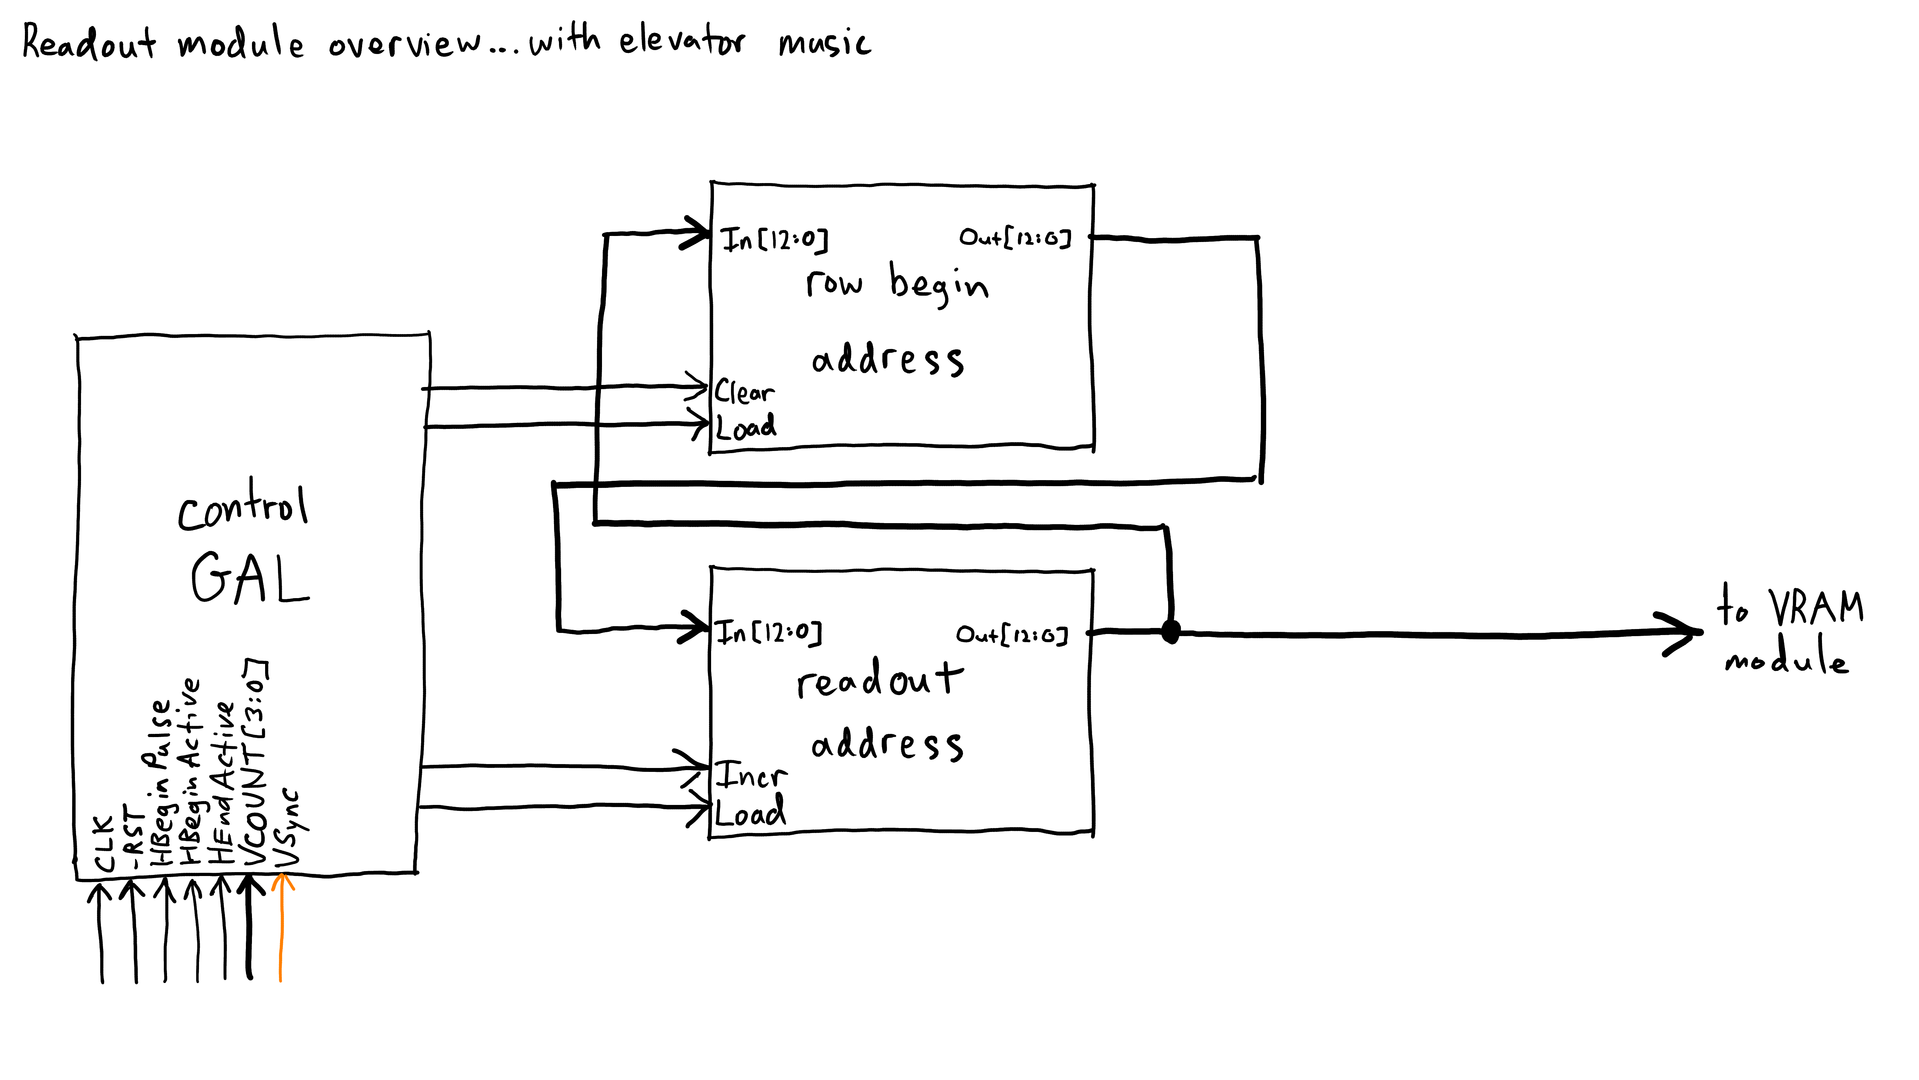 Readout module overview...with elevator music
In[12:0]
Out[12:0]
row begin
address
Clear
Load
control
GAL
CLK
-RST
HBeginPulse
HBeginActive
HEndActive
VCOUNT[3:0]
VSync
In[12:0]
Out[12:0]
readout
address
Incr
Load
to VRAM
module